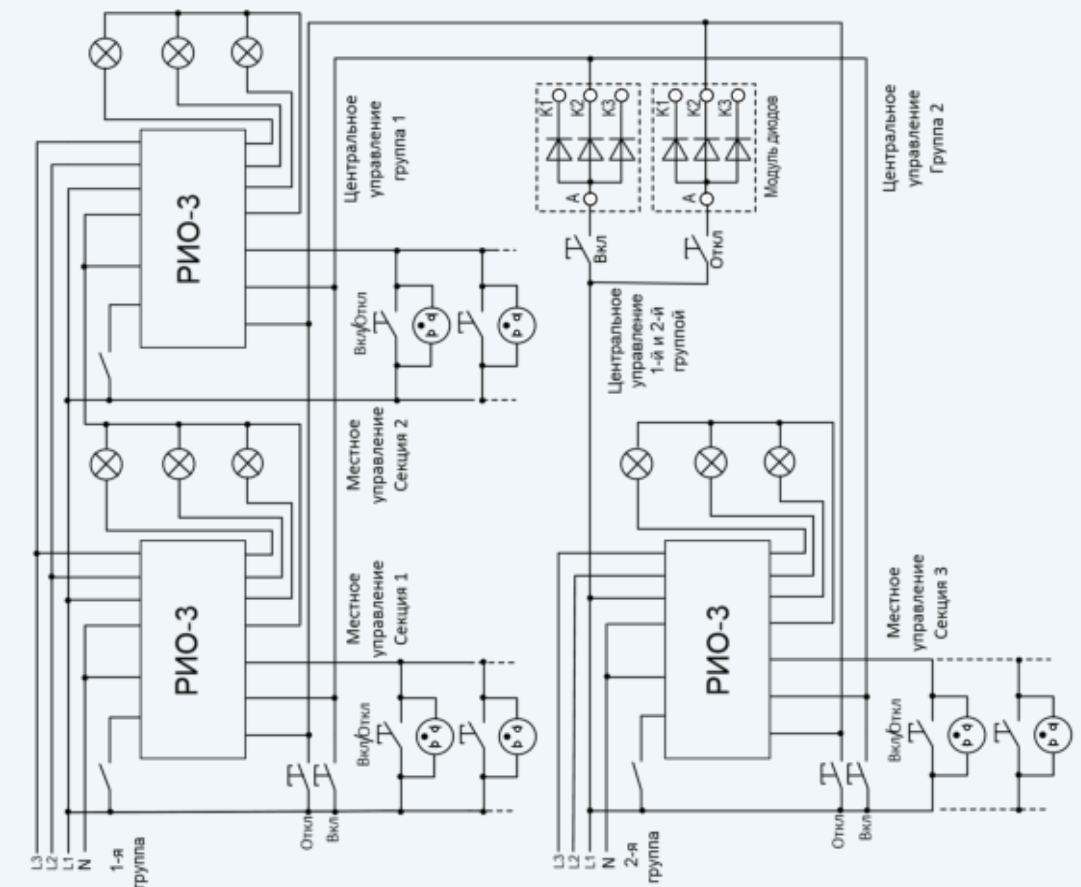 Центральное
управление
группа 1
РИО-3
Вкл/Откл
К1
К2
К3
А
Вкл
К1
К2
К3
А
Откл
Модуль диодов
Центральное
управление
Группа 2
Центральное
управление
1-й и 2-й
группой
Местное
управление
Секция 2
РИО-3
Местное
управление
Секция 1
Вкл/Откл
Откл
Вкл
L3
L2
L1
N
1-я
группа
РИО-3
Местное
управление
Секция 3
Вкл/Откл
Откл
Вкл
L3
L2
L1
N
2-я
группа